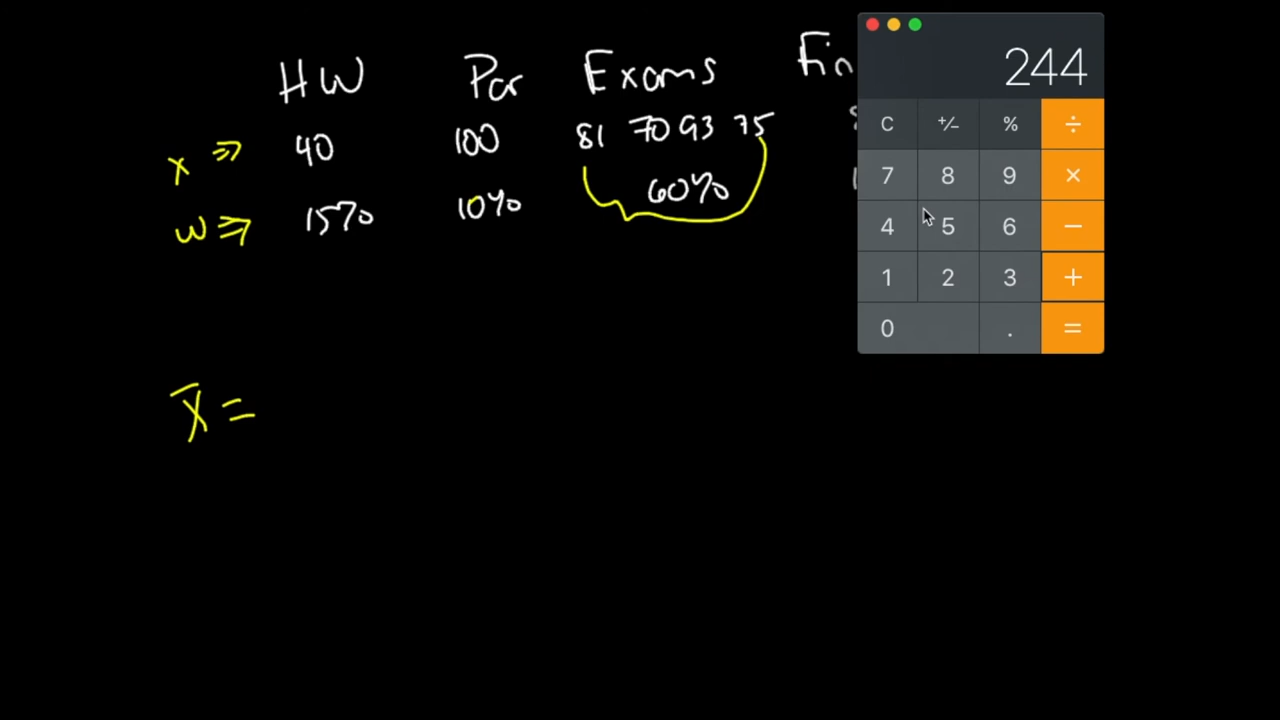 HW Par Exams Fin
x ⇒ 40 100 81 70 93 75
w ⇒ 15% 10% 60%
x̄ =
244
C +/− % ÷
7 8 9 ×
4 5 6 −
1 2 3 +
0 . =